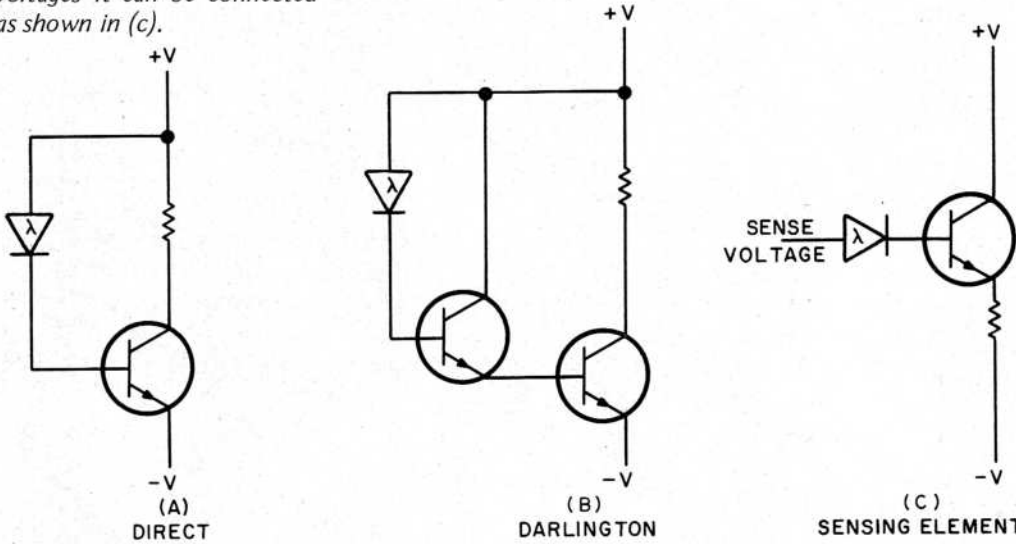 voltages it can be connected
as shown in (c).
+V
+V
+V
λ
λ
SENSE
VOLTAGE
λ
-V
-V
-V
(A)
DIRECT
(B)
DARLINGTON
(C)
SENSING ELEMENT